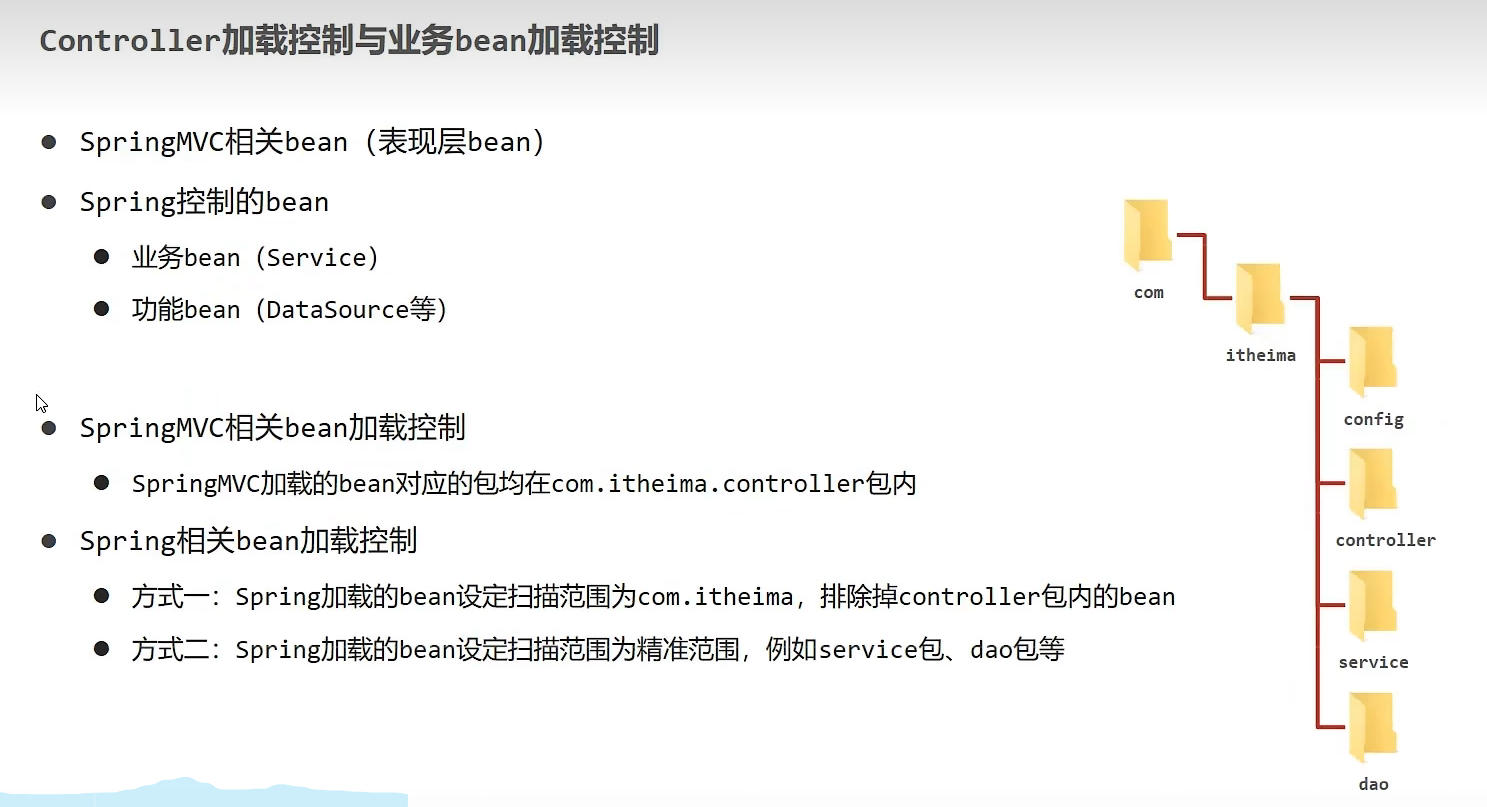 Controller加载控制与业务bean加载控制
SpringMVC相关bean（表现层bean）
Spring控制的bean
业务bean（Service）
功能bean（DataSource等）
SpringMVC相关bean加载控制
SpringMVC加载的bean对应的包均在com.itheima.controller包内
Spring相关bean加载控制
方式一：Spring加载的bean设定扫描范围为com.itheima，排除掉controller包内的bean
方式二：Spring加载的bean设定扫描范围为精准范围，例如service包、dao包等
com
itheima
config
controller
service
dao